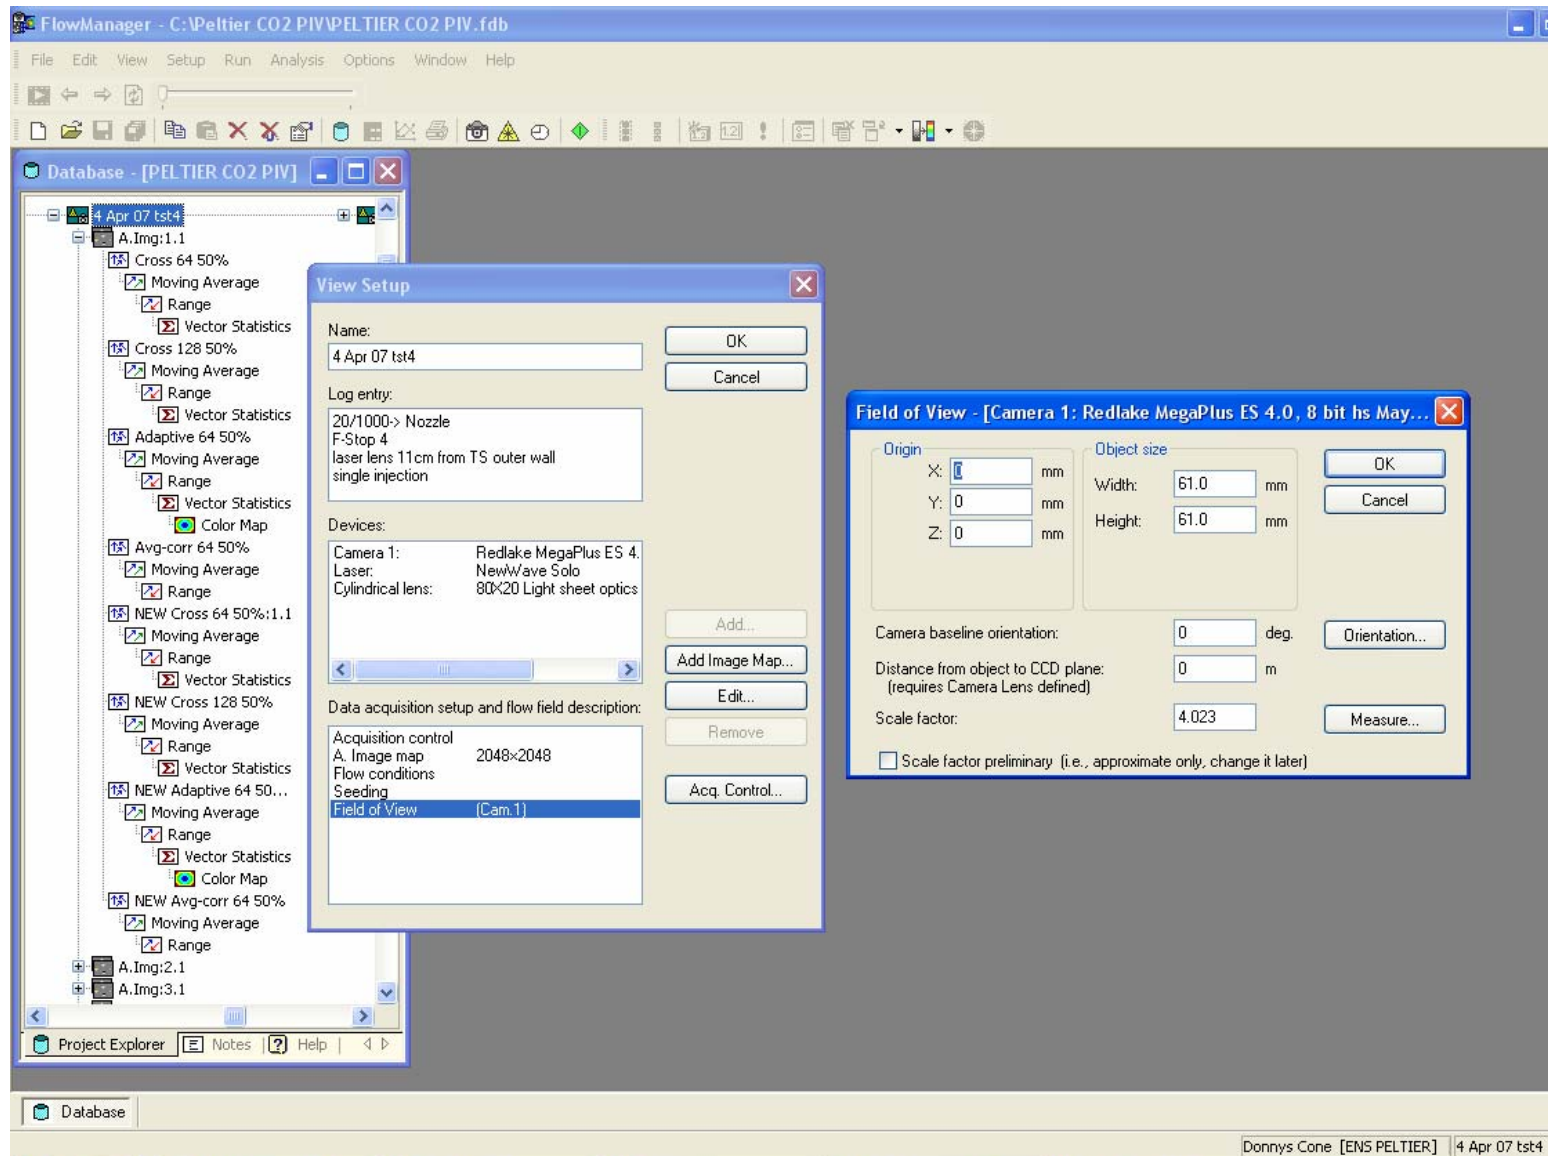 FlowManager - C:\Peltier CO2 PIV\PELTIER CO2 PIV.fdb
File Edit View Setup Run Analysis Options Window Help
Database - [PELTIER CO2 PIV]
4 Apr 07 tst4
A.Img:1.1
Cross 64 50%
Moving Average
Range
Vector Statistics
Cross 128 50%
Moving Average
Range
Vector Statistics
Adaptive 64 50%
Moving Average
Range
Vector Statistics
Color Map
Avg-corr 64 50%
Moving Average
Range
NEW Cross 64 50%:1.1
Moving Average
Range
Vector Statistics
NEW Cross 128 50%
Moving Average
Range
Vector Statistics
NEW Adaptive 64 50...
Moving Average
Range
Vector Statistics
Color Map
NEW Avg-corr 64 50%
Moving Average
Range
A.Img:2.1
A.Img:3.1
Project Explorer Notes Help
View Setup
Name:
4 Apr 07 tst4
OK
Cancel
Log entry:
20/1000-> Nozzle
F-Stop 4
laser lens 11cm from TS outer wall
single injection
Devices:
Camera 1: Redlake MegaPlus ES 4.
Laser: NewWave Solo
Cylindrical lens: 80X20 Light sheet optics
Add...
Add Image Map...
Edit...
Remove
Acq. Control...
Data acquisition setup and flow field description:
Acquisition control
A. Image map 2048×2048
Flow conditions
Seeding
Field of View (Cam.1)
Field of View - [Camera 1: Redlake MegaPlus ES 4.0, 8 bit hs May...
Origin
X: 0 mm
Y: 0 mm
Z: 0 mm
Object size
Width: 61.0 mm
Height: 61.0 mm
OK
Cancel
Camera baseline orientation: 0 deg. Orientation...
Distance from object to CCD plane: 0 m
(requires Camera Lens defined)
Scale factor: 4.023 Measure...
Scale factor preliminary (i.e., approximate only, change it later)
Database
Donnys Cone [ENS PELTIER] 4 Apr 07 tst4